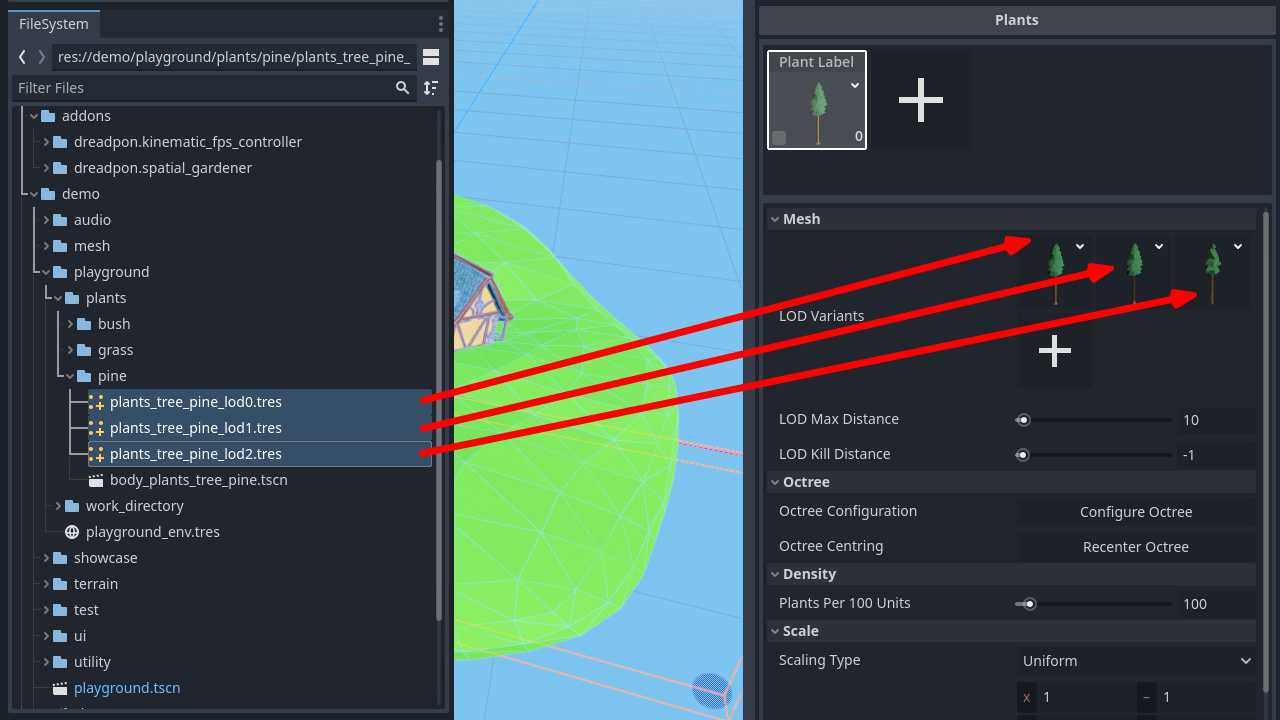 FileSystem
res://demo/playground/plants/pine/plants_tree_pine_
Filter Files
addons
dreadpon.kinematic_fps_controller
dreadpon.spatial_gardener
demo
audio
mesh
playground
plants
bush
grass
pine
plants_tree_pine_lod0.tres
plants_tree_pine_lod1.tres
plants_tree_pine_lod2.tres
body_plants_tree_pine.tscn
work_directory
playground_env.tres
showcase
terrain
test
ui
utility
playground.tscn
Plants
Plant Label
0
Mesh
LOD Variants
LOD Max Distance 10
LOD Kill Distance -1
Octree
Octree Configuration Configure Octree
Octree Centring Recenter Octree
Density
Plants Per 100 Units 100
Scale
Scaling Type Uniform
x 1 – 1